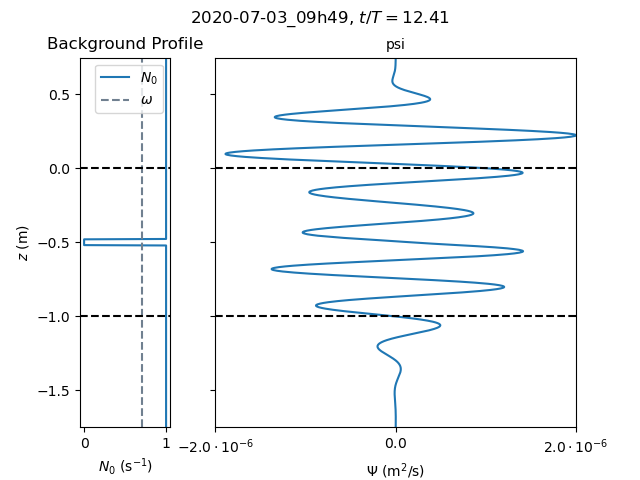 2020-07-03_09h49, t/T = 12.41
Background Profile
psi
N₀
ω
0.5
0.0
−0.5
−1.0
−1.5
z (m)
0 1
−2.0·10⁻⁶ 0.0 2.0·10⁻⁶
N₀ (s⁻¹)
Ψ (m²/s)